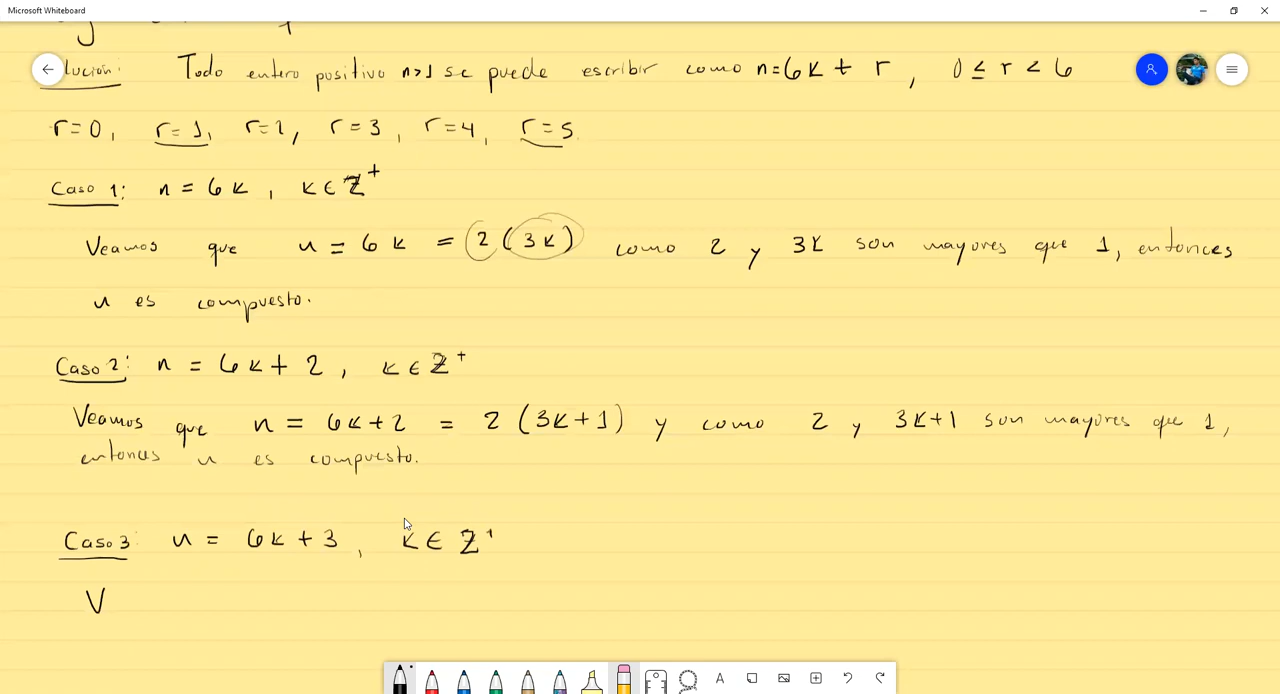 Microsoft Whiteboard
lución: Todo entero positivo n>1 se puede escribir como n=6k+r, 0≤r<6
r=0, r=1, r=2, r=3, r=4, r=5.
Caso 1: n=6k, k∈Z⁺
Veamos que n=6k=2(3k) como 2 y 3k son mayores que 1, entonces
n es compuesto.
Caso 2: n=6k+2, k∈Z⁺
Veamos que n=6k+2=2(3k+1) y como 2 y 3k+1 son mayores que 1,
entonces n es compuesto.
Caso 3: n=6k+3, k∈Z⁺
V